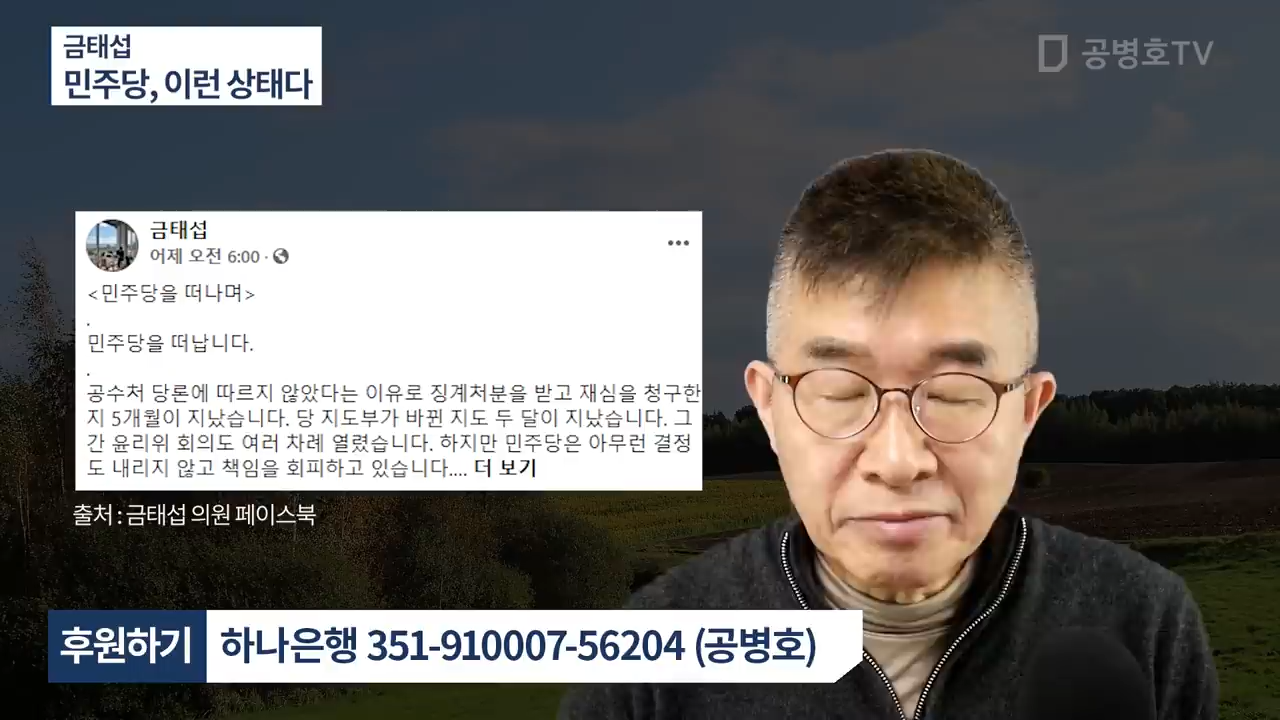 금태섭
민주당, 이런 상태다
공병호TV
금태섭
어제 오전 6:00 ·
<민주당을 떠나며>
.
민주당을 떠납니다.
.
공수처 당론에 따르지 않았다는 이유로 징계처분을 받고 재심을 청구한
지 5개월이 지났습니다. 당 지도부가 바뀐 지도 두 달이 지났습니다. 그
간 윤리위 회의도 여러 차례 열렸습니다. 하지만 민주당은 아무런 결정
도 내리지 않고 책임을 회피하고 있습니다.... 더 보기
출처 : 금태섭 의원 페이스북
후원하기 하나은행 351-910007-56204 (공병호)